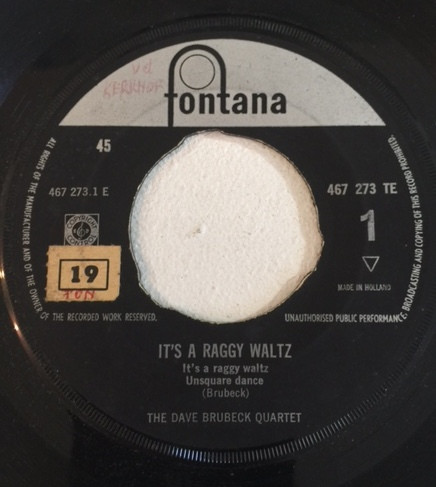 vd
KERKHOF
fontana
45
467 273.1 E
467 273 TE
1
19
MADE IN HOLLAND
ALL RIGHTS OF THE MANUFACTURER AND OF THE OWNER OF THE RECORDED WORK RESERVED.
UNAUTHORISED PUBLIC PERFORMANCE, BROADCASTING AND COPYING OF THIS RECORD PROHIBITED.
IT'S A RAGGY WALTZ
It's a raggy waltz
Unsquare dance
(Brubeck)
THE DAVE BRUBECK QUARTET